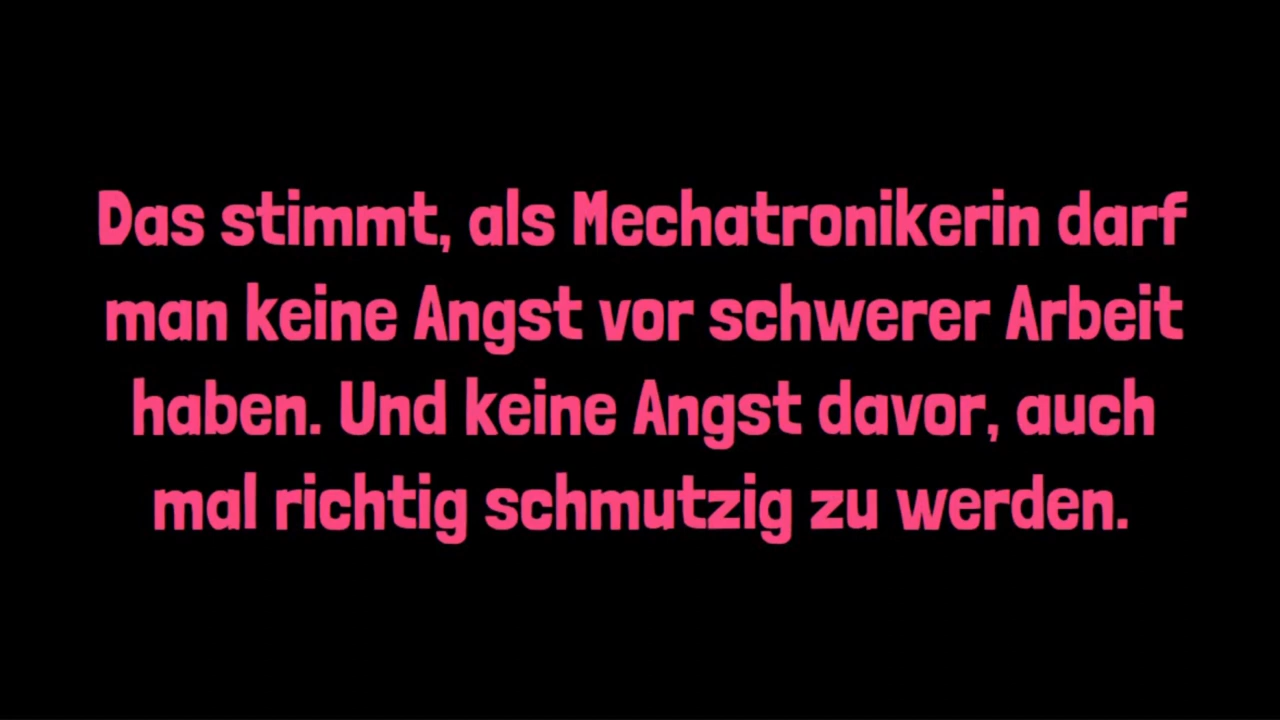 Das stimmt, als Mechatronikerin darf
man keine Angst vor schwerer Arbeit
haben. Und keine Angst davor, auch
mal richtig schmutzig zu werden.